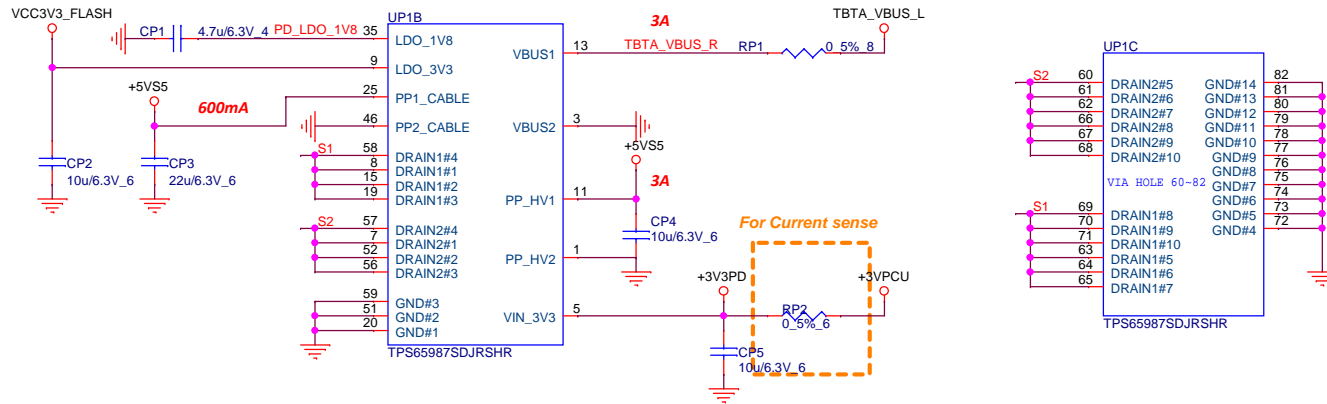 VCC3V3_FLASH
CP1
4.7u/6.3V_4
PD_LDO_1V8
35
9
+5VS5
600mA
25
46
S1
58
8
15
19
S2
57
7
52
56
59
51
20
CP2
10u/6.3V_6
CP3
22u/6.3V_6
UP1B
LDO_1V8
LDO_3V3
PP1_CABLE
PP2_CABLE
DRAIN1#4
DRAIN1#1
DRAIN1#2
DRAIN1#3
DRAIN2#4
DRAIN2#1
DRAIN2#2
DRAIN2#3
GND#3
GND#2
GND#1
VBUS1
VBUS2
PP_HV1
PP_HV2
VIN_3V3
TPS65987SDJRSHR
13
3A
TBTA_VBUS_R
RP1
0_5%_8
TBTA_VBUS_L
3
+5VS5
11
3A
CP4
10u/6.3V_6
1
5
For Current sense
+3V3PD
+3VPCU
RP2
0_5%_6
CP5
10u/6.3V_6
UP1C
S2
60
61
62
66
67
68
S1
69
70
71
63
64
65
DRAIN2#5
DRAIN2#6
DRAIN2#7
DRAIN2#8
DRAIN2#9
DRAIN2#10
VIA HOLE 60~82
DRAIN1#8
DRAIN1#9
DRAIN1#10
DRAIN1#5
DRAIN1#6
DRAIN1#7
GND#14
GND#13
GND#12
GND#11
GND#10
GND#9
GND#8
GND#7
GND#6
GND#5
GND#4
82
81
80
79
78
77
76
75
74
73
72
TPS65987SDJRSHR